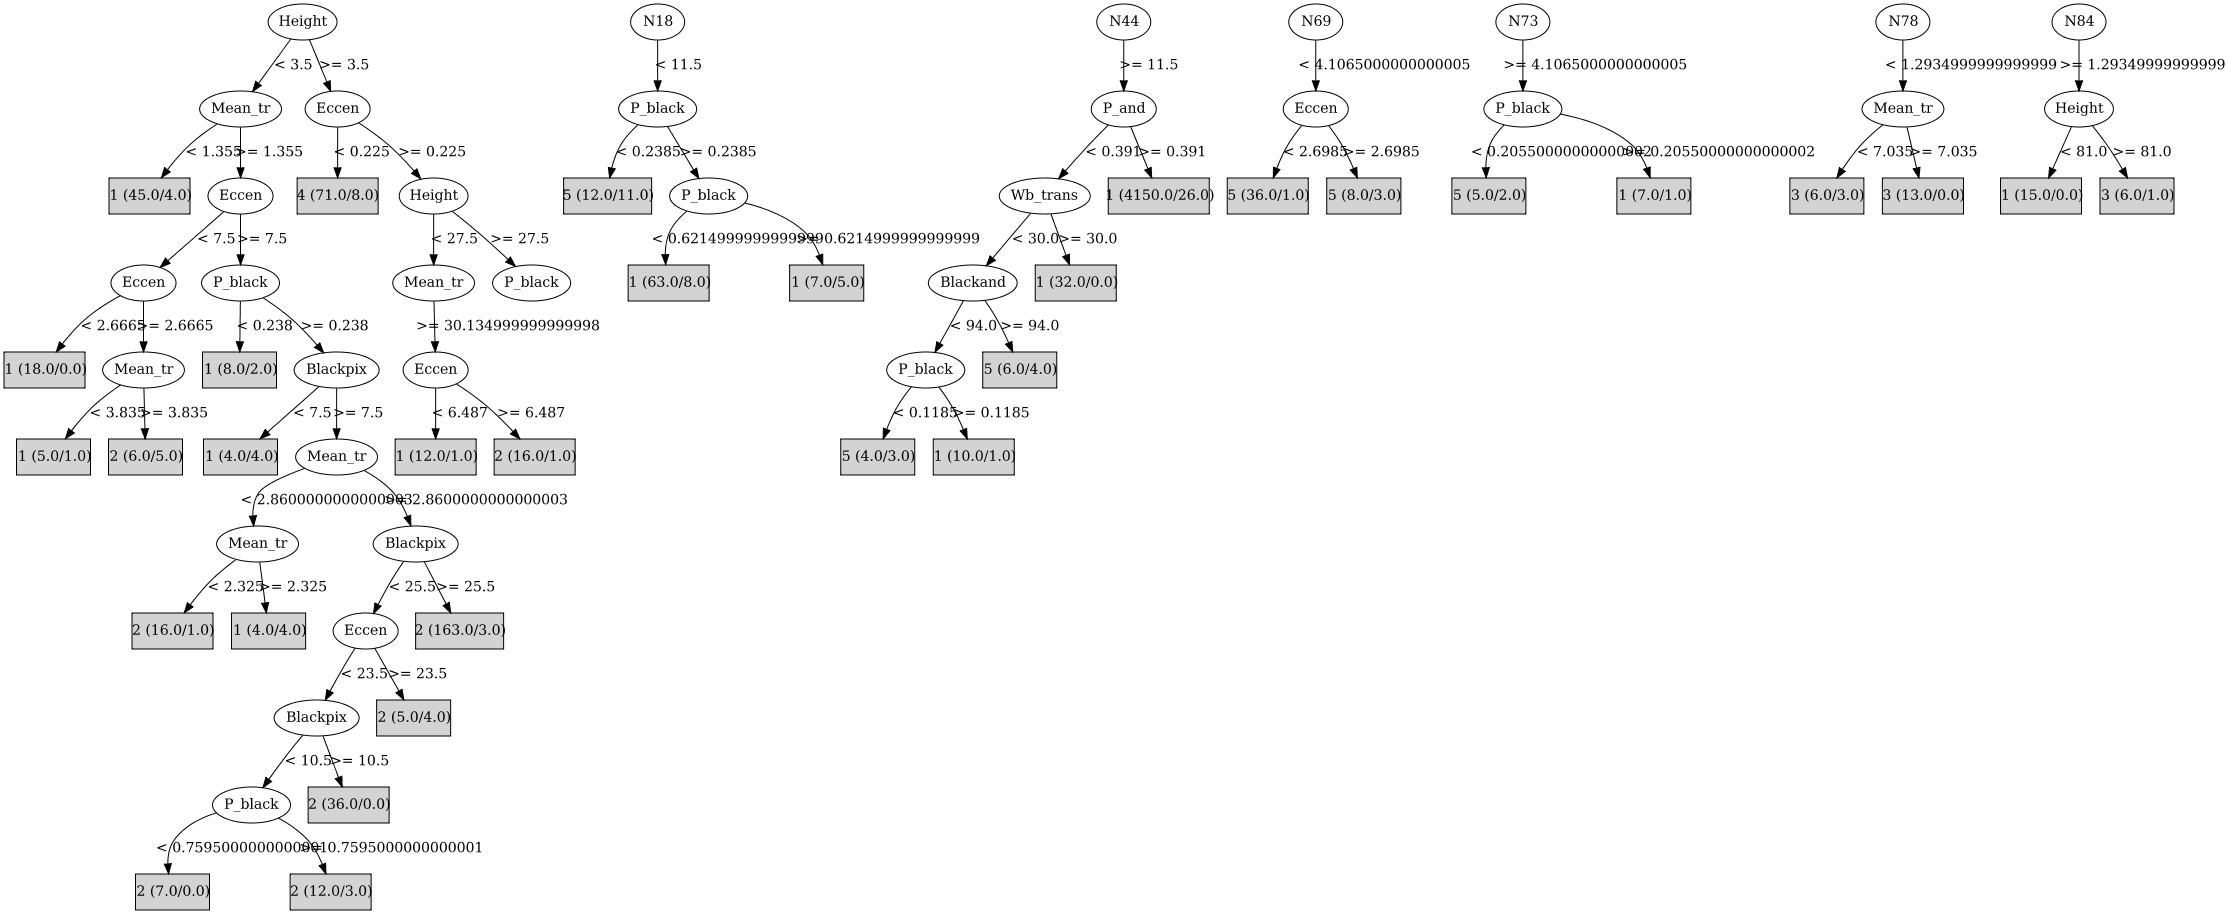 Height N18 N44 N69 N73 N78 N84
< 3.5 >= 3.5 < 11.5 >= 11.5 < 4.1065000000000005 >= 4.1065000000000005 < 1.2934999999999999 >= 1.29349999999999
Mean_tr Eccen P_black P_and Eccen P_black Mean_tr Height
< 1.355 >= 1.355 < 0.225 >= 0.225 < 0.2385 >= 0.2385 < 0.391 >= 0.391 < 2.6985 >= 2.6985 < 0.20550000000000002 >= 0.20550000000000002 < 7.035 >= 7.035 < 81.0 >= 81.0
1 (45.0/4.0) Eccen 4 (71.0/8.0) Height 5 (12.0/11.0) P_black Wb_trans 1 (4150.0/26.0) 5 (36.0/1.0) 5 (8.0/3.0) 5 (5.0/2.0) 1 (7.0/1.0) 3 (6.0/3.0) 3 (13.0/0.0) 1 (15.0/0.0) 3 (6.0/1.0)
< 7.5 >= 7.5 < 27.5 >= 27.5 < 0.6214999999999999 >= 0.6214999999999999 < 30.0 >= 30.0
Eccen P_black Mean_tr P_black 1 (63.0/8.0) 1 (7.0/5.0) Blackand 1 (32.0/0.0)
< 2.6665 >= 2.6665 < 0.238 >= 0.238 >= 30.134999999999998 < 94.0 >= 94.0
1 (18.0/0.0) Mean_tr 1 (8.0/2.0) Blackpix Eccen P_black 5 (6.0/4.0)
< 3.835 >= 3.835 < 7.5 >= 7.5 < 6.487 >= 6.487 < 0.1185 >= 0.1185
1 (5.0/1.0) 2 (6.0/5.0) 1 (4.0/4.0) Mean_tr 1 (12.0/1.0) 2 (16.0/1.0) 5 (4.0/3.0) 1 (10.0/1.0)
< 2.8600000000000003 >= 2.8600000000000003
Mean_tr Blackpix
< 2.325 >= 2.325 < 25.5 >= 25.5
2 (16.0/1.0) 1 (4.0/4.0) Eccen 2 (163.0/3.0)
< 23.5 >= 23.5
Blackpix 2 (5.0/4.0)
< 10.5 >= 10.5
P_black 2 (36.0/0.0)
< 0.7595000000000001 >= 0.7595000000000001
2 (7.0/0.0) 2 (12.0/3.0)